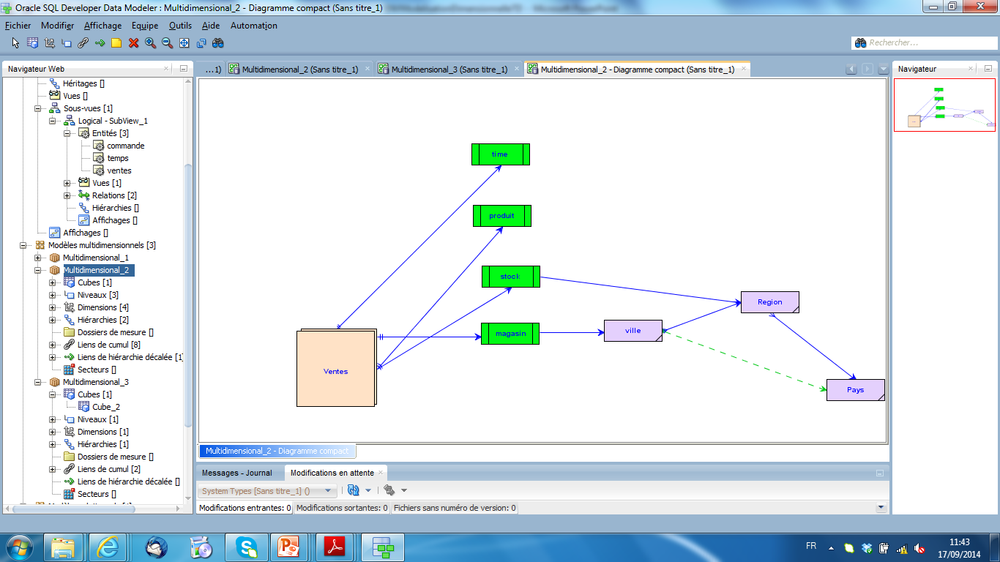 Oracle SQL Developer Data Modeler : Multidimensional_2 - Diagramme compact (Sans titre_1)
Fichier Modifier Affichage Equipe Outils Aide Automation
Rechercher...
Navigateur Web
...1) Multidimensional_2 (Sans titre_1) Multidimensional_3 (Sans titre_1) Multidimensional_2 - Diagramme compact (Sans titre_1)
Navigateur
Héritages []
Vues []
Sous-vues [1]
Logical - SubView_1
Entités [3]
commande
temps
ventes
Vues [1]
Relations [2]
Hiérarchies []
Affichages []
Affichages []
Modèles multidimensionnels [3]
Multidimensional_1
Multidimensional_2
Cubes [1]
Niveaux [3]
Dimensions [4]
Hiérarchies [2]
Dossiers de mesure []
Liens de cumul [8]
Liens de hiérarchie décalée [1]
Secteurs []
Multidimensional_3
Cubes [1]
Cube_2
Niveaux [1]
Dimensions [1]
Hiérarchies [1]
Dossiers de mesure []
Liens de cumul [2]
Liens de hiérarchie décalée []
Secteurs []
time
produit
stock
Region
magasin
ville
Ventes
Pays
Multidimensional_2 - Diagramme compact
Messages - Journal Modifications en attente
System Types [Sans titre_1] ()
Modifications entrantes: 0 Modifications sortantes: 0 Fichiers sans numéro de version: 0
FR
11:43
17/09/2014